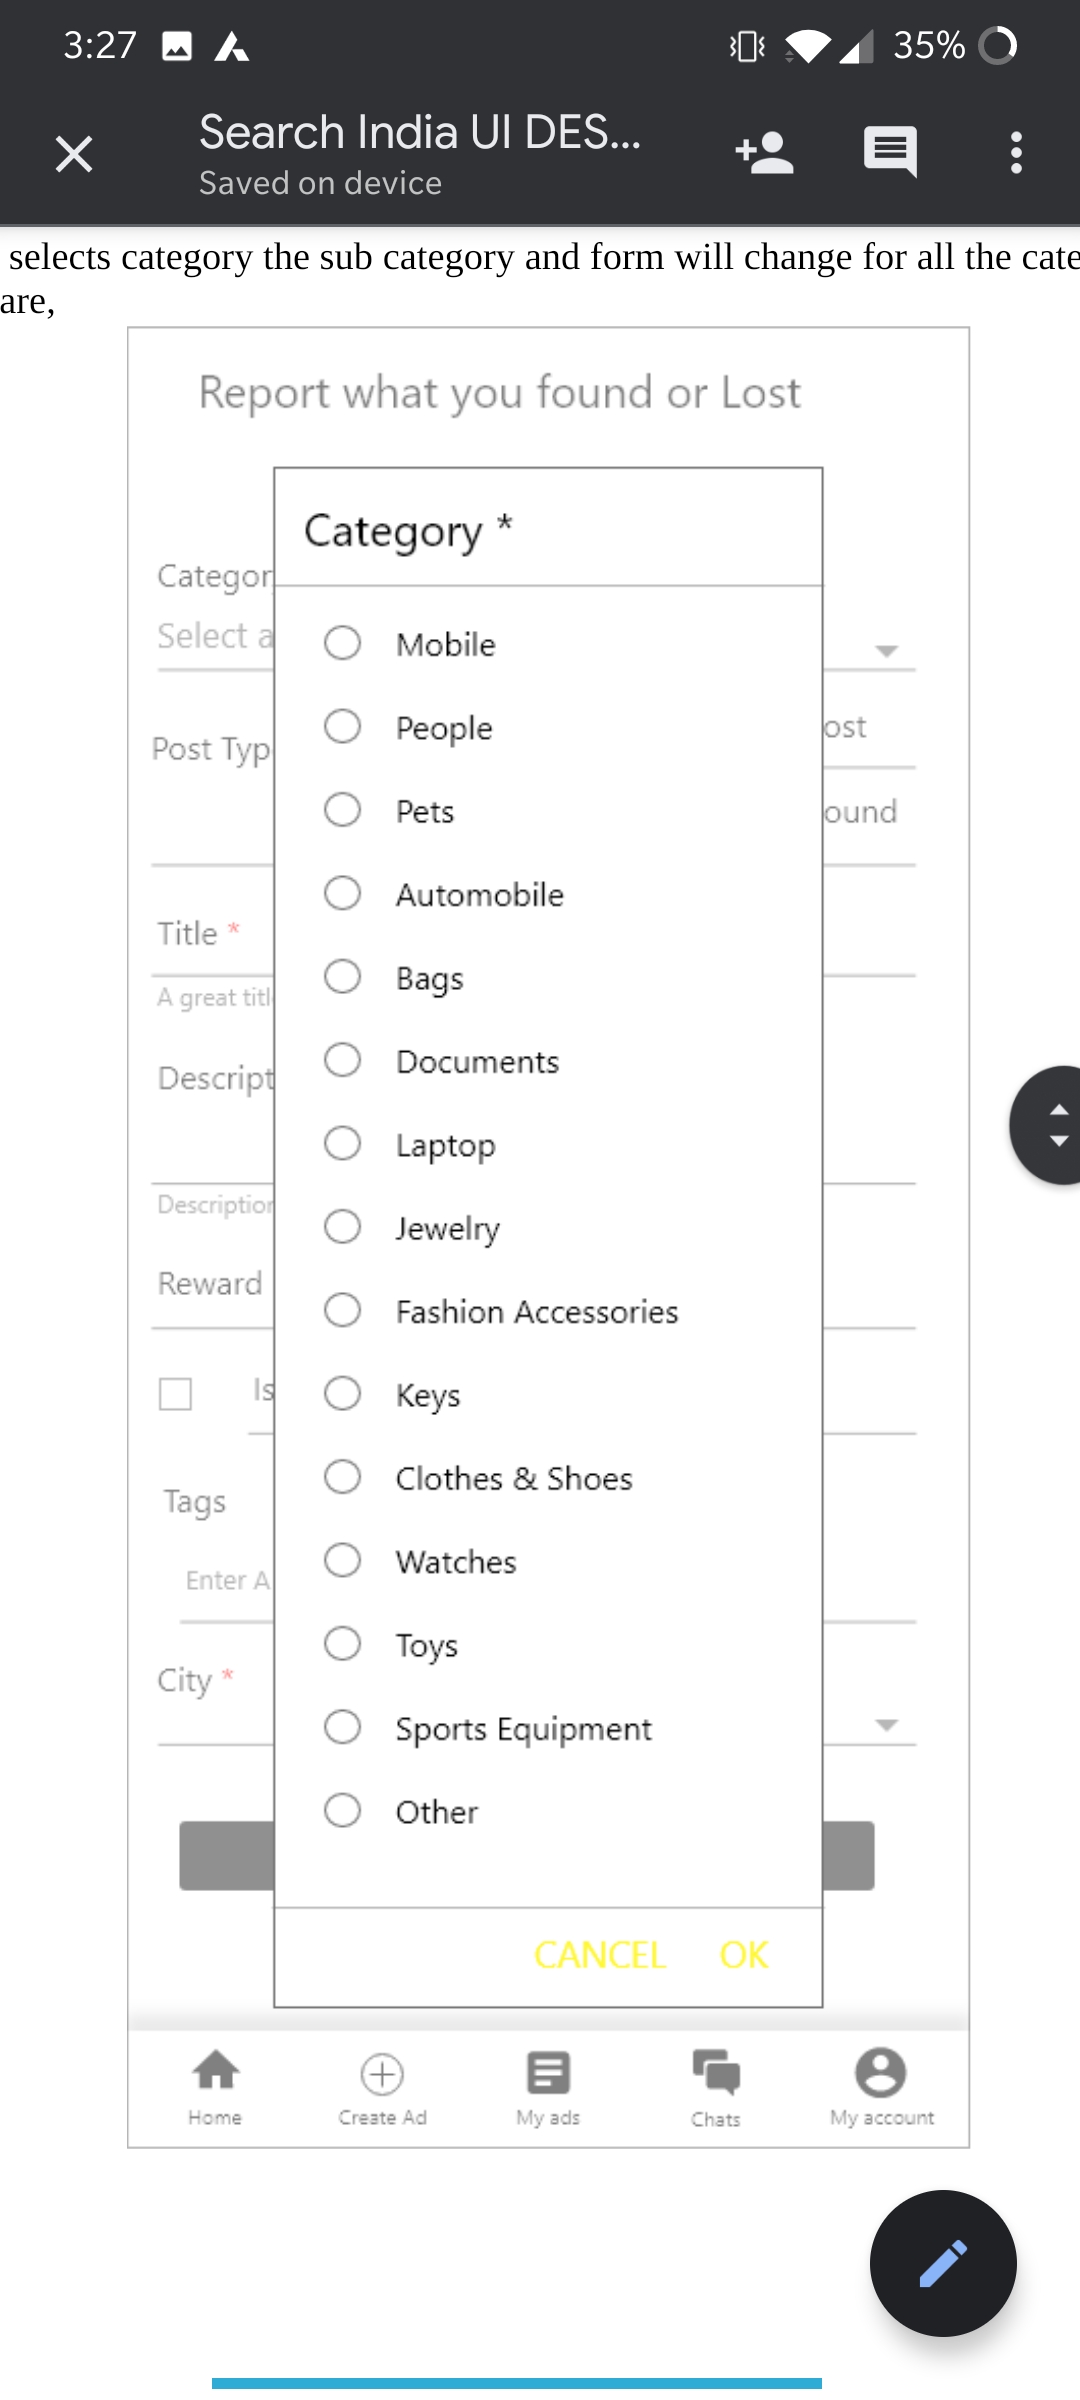 3:27 35%
Search India UI DES...
Saved on device
selects category the sub category and form will change for all the cate
are,
Report what you found or Lost
Category *
Categor
Select a
Mobile
People
ost
Post Typ
Pets
ound
Automobile
Title *
Bags
A great titl
Documents
Descript
Laptop
Description
Jewelry
Reward
Fashion Accessories
Is
Keys
Clothes & Shoes
Tags
Watches
Enter A
Toys
City *
Sports Equipment
Other
CANCEL OK
Home Create Ad My ads Chats My account